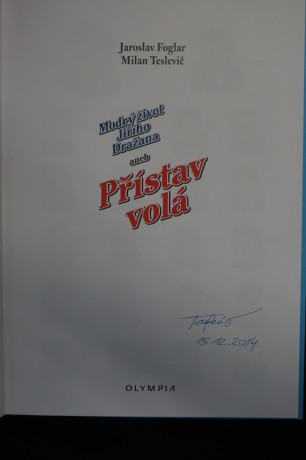 Jaroslav Foglar
Milan Teslevič
Modrý život
Jiřího
Dražana
aneb
Přístav
volá
15.12.2014
OLYMPIA